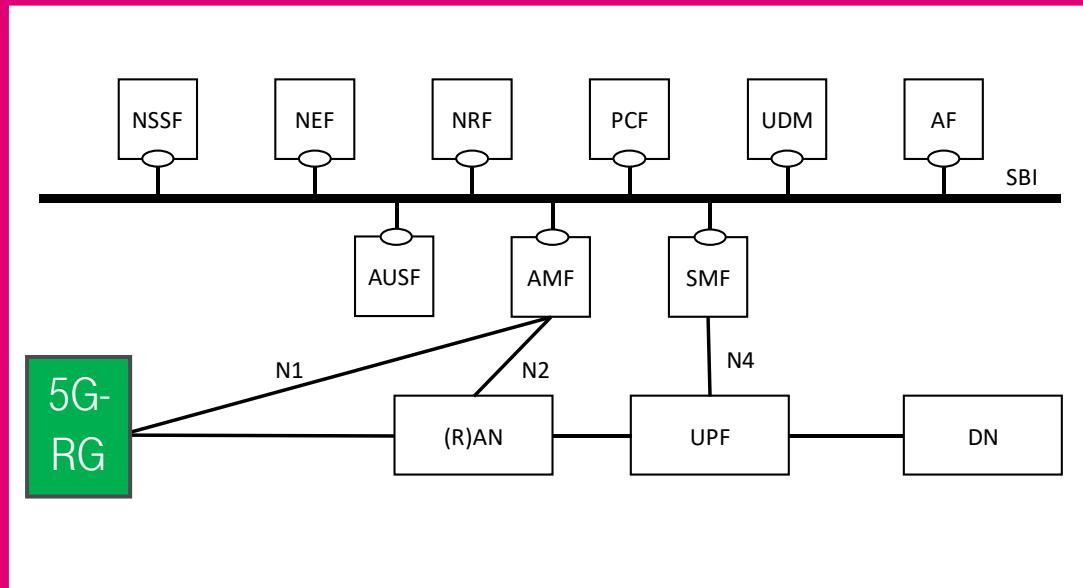 NSSF
NEF
NRF
PCF
UDM
AF
SBI
AUSF
AMF
SMF
N1
N2
N4
5G-
RG
(R)AN
UPF
DN